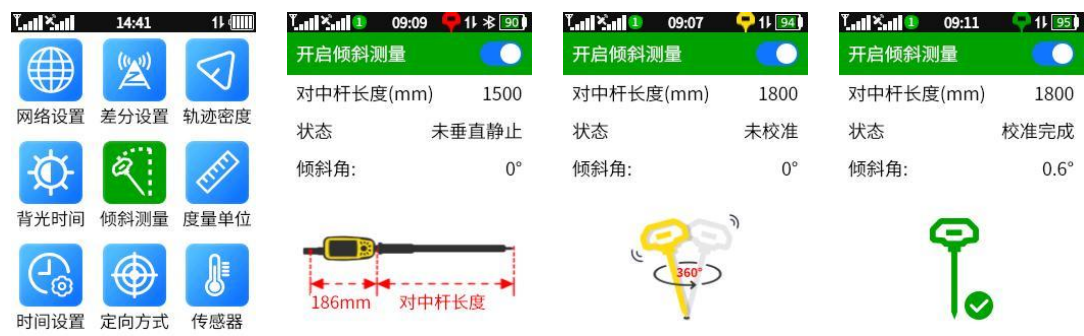 14:41
网络设置 差分设置 轨迹密度
背光时间 倾斜测量 度量单位
时间设置 定向方式 传感器
1 09:09 90
开启倾斜测量
对中杆长度(mm) 1500
状态 未垂直静止
倾斜角: 0°
186mm 对中杆长度
1 09:07 94
开启倾斜测量
对中杆长度(mm) 1800
状态 未校准
倾斜角: 0°
360°
1 09:11 95
开启倾斜测量
对中杆长度(mm) 1800
状态 校准完成
倾斜角: 0.6°